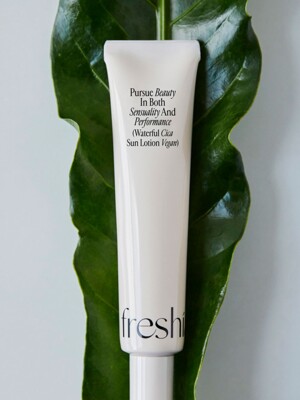 Pursue Beauty
In Both
Sensuality And
Performance
(Waterful Cica
Sun Lotion Vegan)
freshi